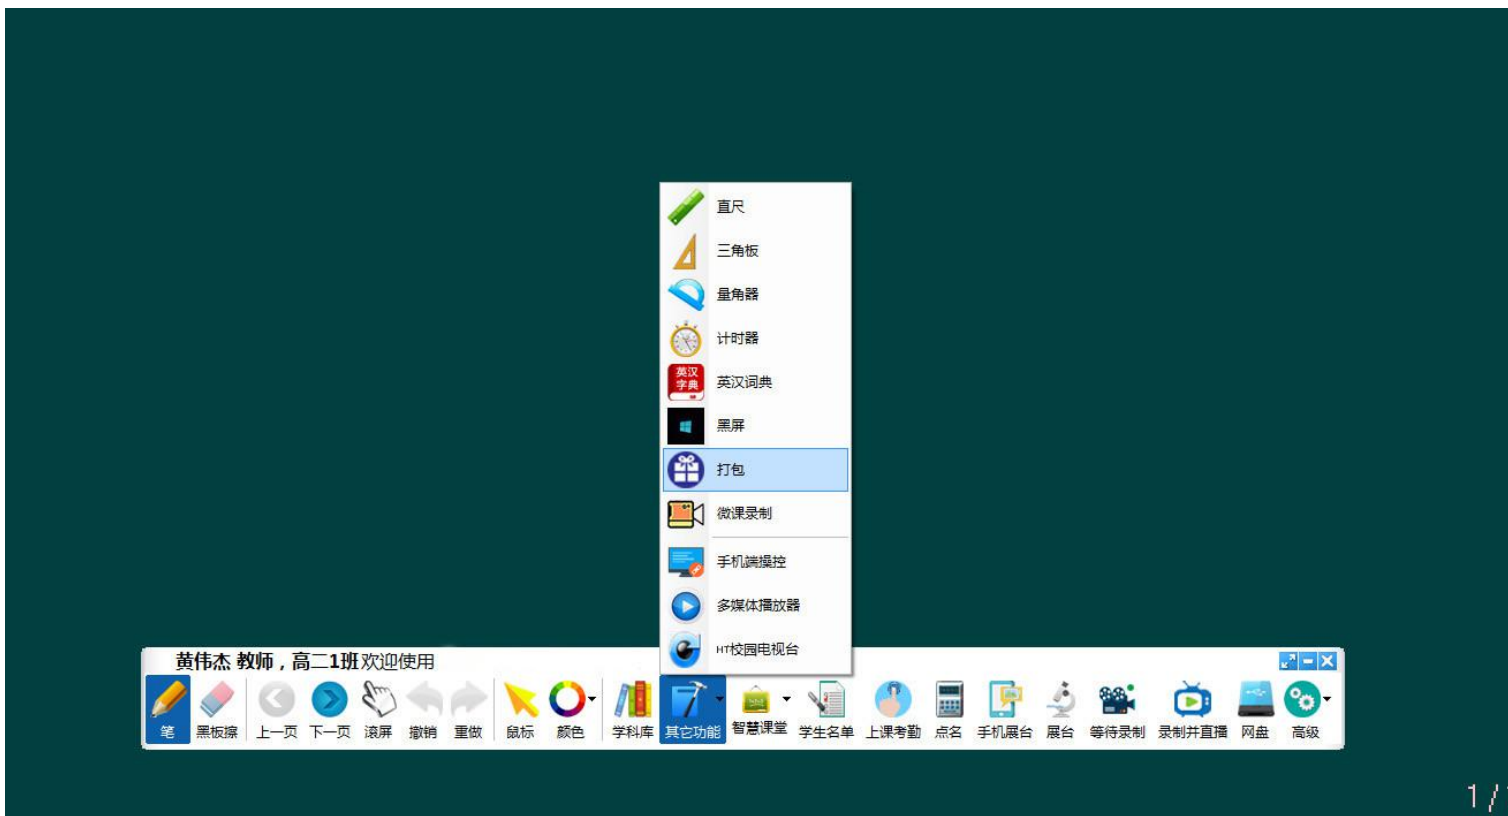 直尺
三角板
量角器
计时器
英汉
字典
英汉词典
黑屏
打包
微课录制
手机端操控
多媒体播放器
HT校园电视台
黄伟杰 教师，高二1班欢迎使用
笔 黑板擦 上一页 下一页 滚屏 撤销 重做 鼠标 颜色 学科库 其它功能 智慧课堂 学生名单 上课考勤 点名 手机展台 展台 等待录制 录制并直播 网盘 高级
1/